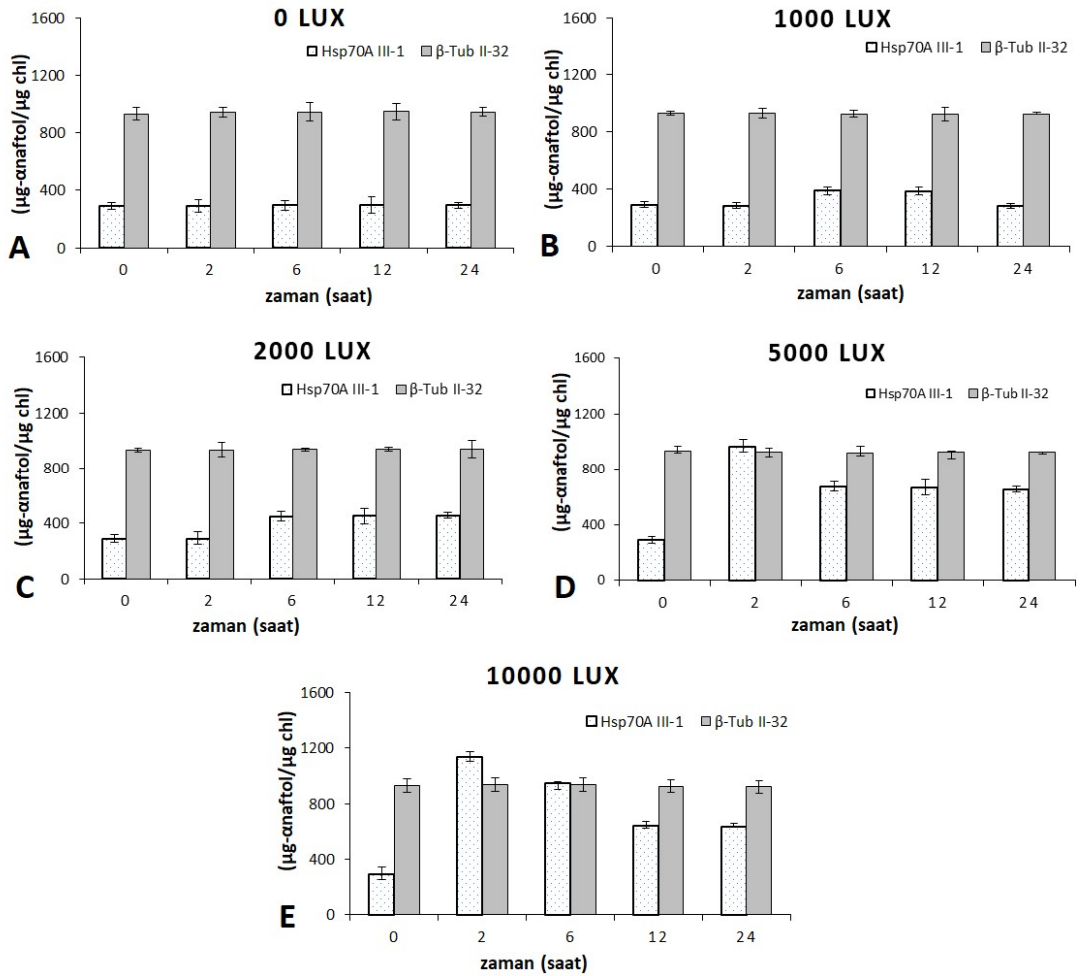 0 LUX
Hsp70A III-1 β-Tub II-32
(µg-αnaftol/µg chl)
1600
1200
800
400
0
0 2 6 12 24
zaman (saat)
A
1000 LUX
Hsp70A III-1 β-Tub II-32
(µg-αnaftol/µg chl)
1600
1200
800
400
0
0 2 6 12 24
zaman (saat)
B
2000 LUX
Hsp70A III-1 β-Tub II-32
(µg-αnaftol/µg chl)
1600
1200
800
400
0
0 2 6 12 24
zaman (saat)
C
5000 LUX
Hsp70A III-1 β-Tub II-32
(µg-αnaftol/µg chl)
1600
1200
800
400
0
0 2 6 12 24
zaman (saat)
D
10000 LUX
Hsp70A III-1 β-Tub II-32
(µg-αnaftol/µg chl)
1600
1200
800
400
0
0 2 6 12 24
zaman (saat)
E